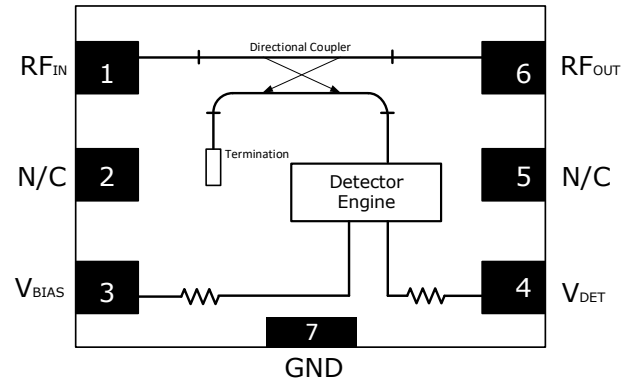 Directional Coupler
RFIN
1
6
RFOUT
Termination
N/C
2
Detector
Engine
5
N/C
VBIAS
3
4
VDET
7
GND